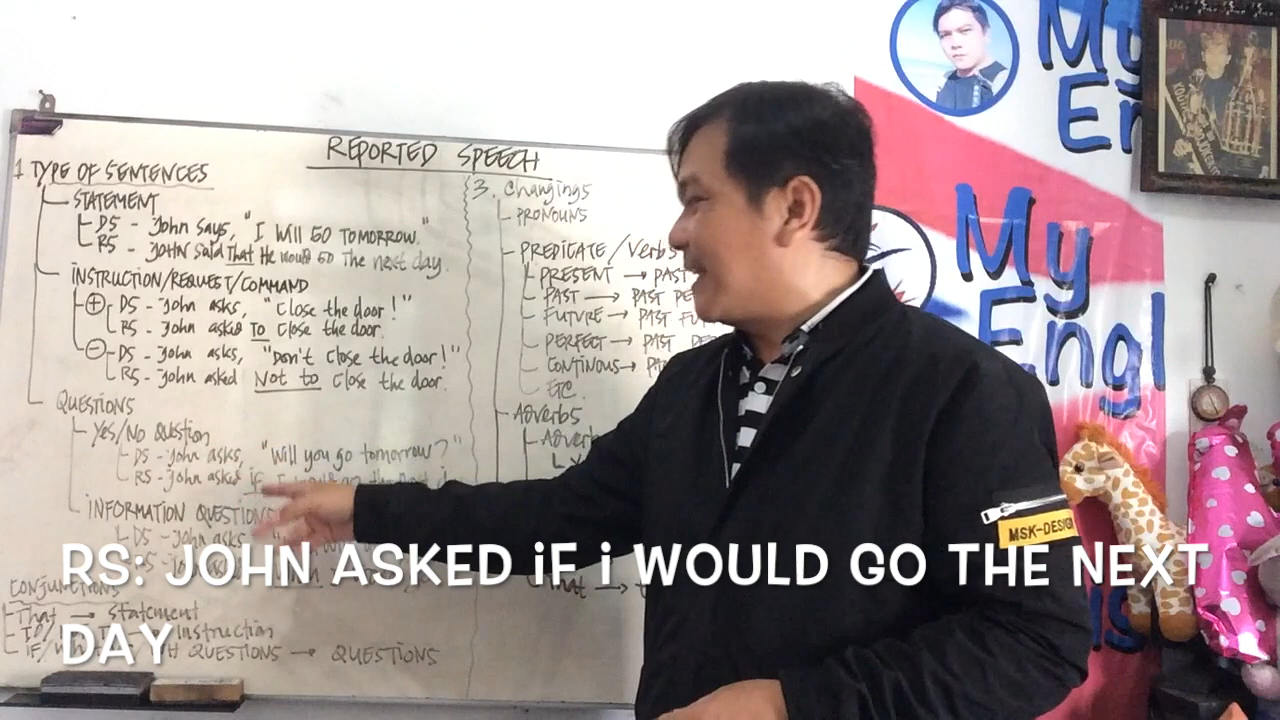 REPORTED SPEECH
1 TYPE OF SENTENCES
STATEMENT
DS - John says, "I Will GO TOMORROW."
RS - JOHN said That He would GO The next day.
INSTRUCTION/REQUEST/COMMAND
+ DS - John asks, "Close the door!"
RS - John asked TO Close the door.
- DS - John asks, "Don't close the door!"
RS - John asked Not to Close the door.
QUESTIONS
Yes/No Question
DS - John asks, "Will you go tomorrow?"
RS - John asked if I would go the next
INFORMATION QUESTIONS
DS - John asks
CONJUNCTIONS
That → Statement
Instruction
QUESTIONS → QUESTIONS
3. Changings
PRONOUNS
PREDICATE/Verbs
PRESENT → PAST
PAST → PAST
FUTURE → PAST
PERFECT → PAST
CONTINOUS →
ETC
Adverbs
That →
My
My
Engl
MSK-DESIGN
RS: JOHN ASKED iF i WOULD GO THE NEXT
DAY